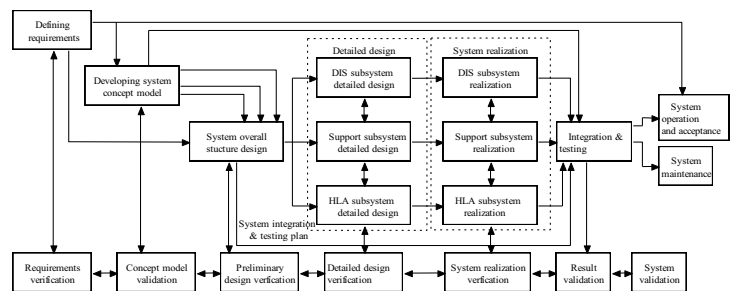 Defining
requirements
Developing system
concept model
System overall
stucture design
Detailed design
DIS subsystem
detailed design
Support subsystem
detailed design
HLA subsystem
detailed design
System realization
DIS subsystem
realization
Support subsystem
realization
HLA subsystem
realization
Integration &
testing
System
operation
and acceptance
System
maintenance
System integration
& testing plan
Requirements
verification
Concept model
validation
Preliminary
design verfication
Detailed design
verification
System realization
verfication
Result
validation
System validation